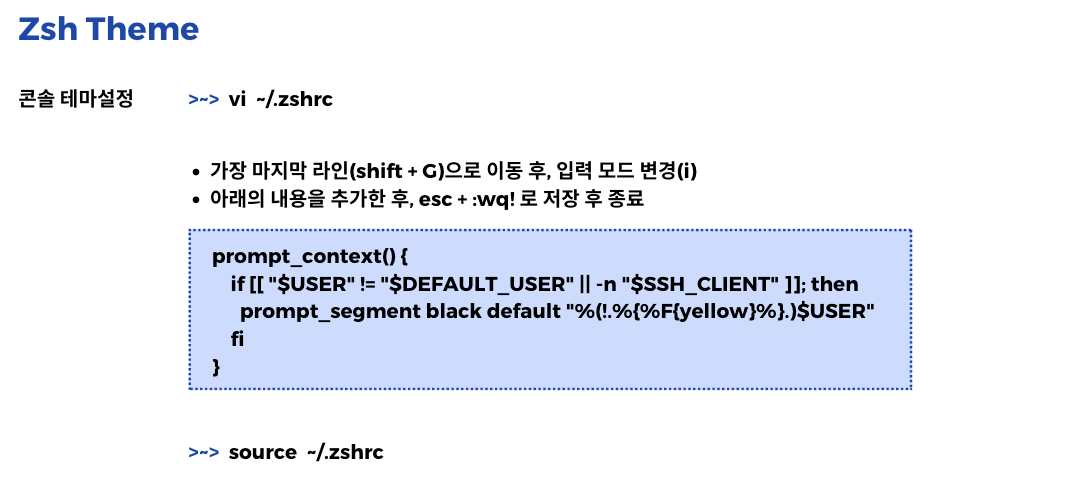 Zsh Theme
콘솔 테마설정 >~> vi ~/.zshrc
• 가장 마지막 라인(shift + G)으로 이동 후, 입력 모드 변경(i)
• 아래의 내용을 추가한 후, esc + :wq! 로 저장 후 종료
prompt_context() {
if [[ "$USER" != "$DEFAULT_USER" || -n "$SSH_CLIENT" ]]; then
prompt_segment black default "%(!.%{%F{yellow}%}.)$USER"
fi
}
>~> source ~/.zshrc